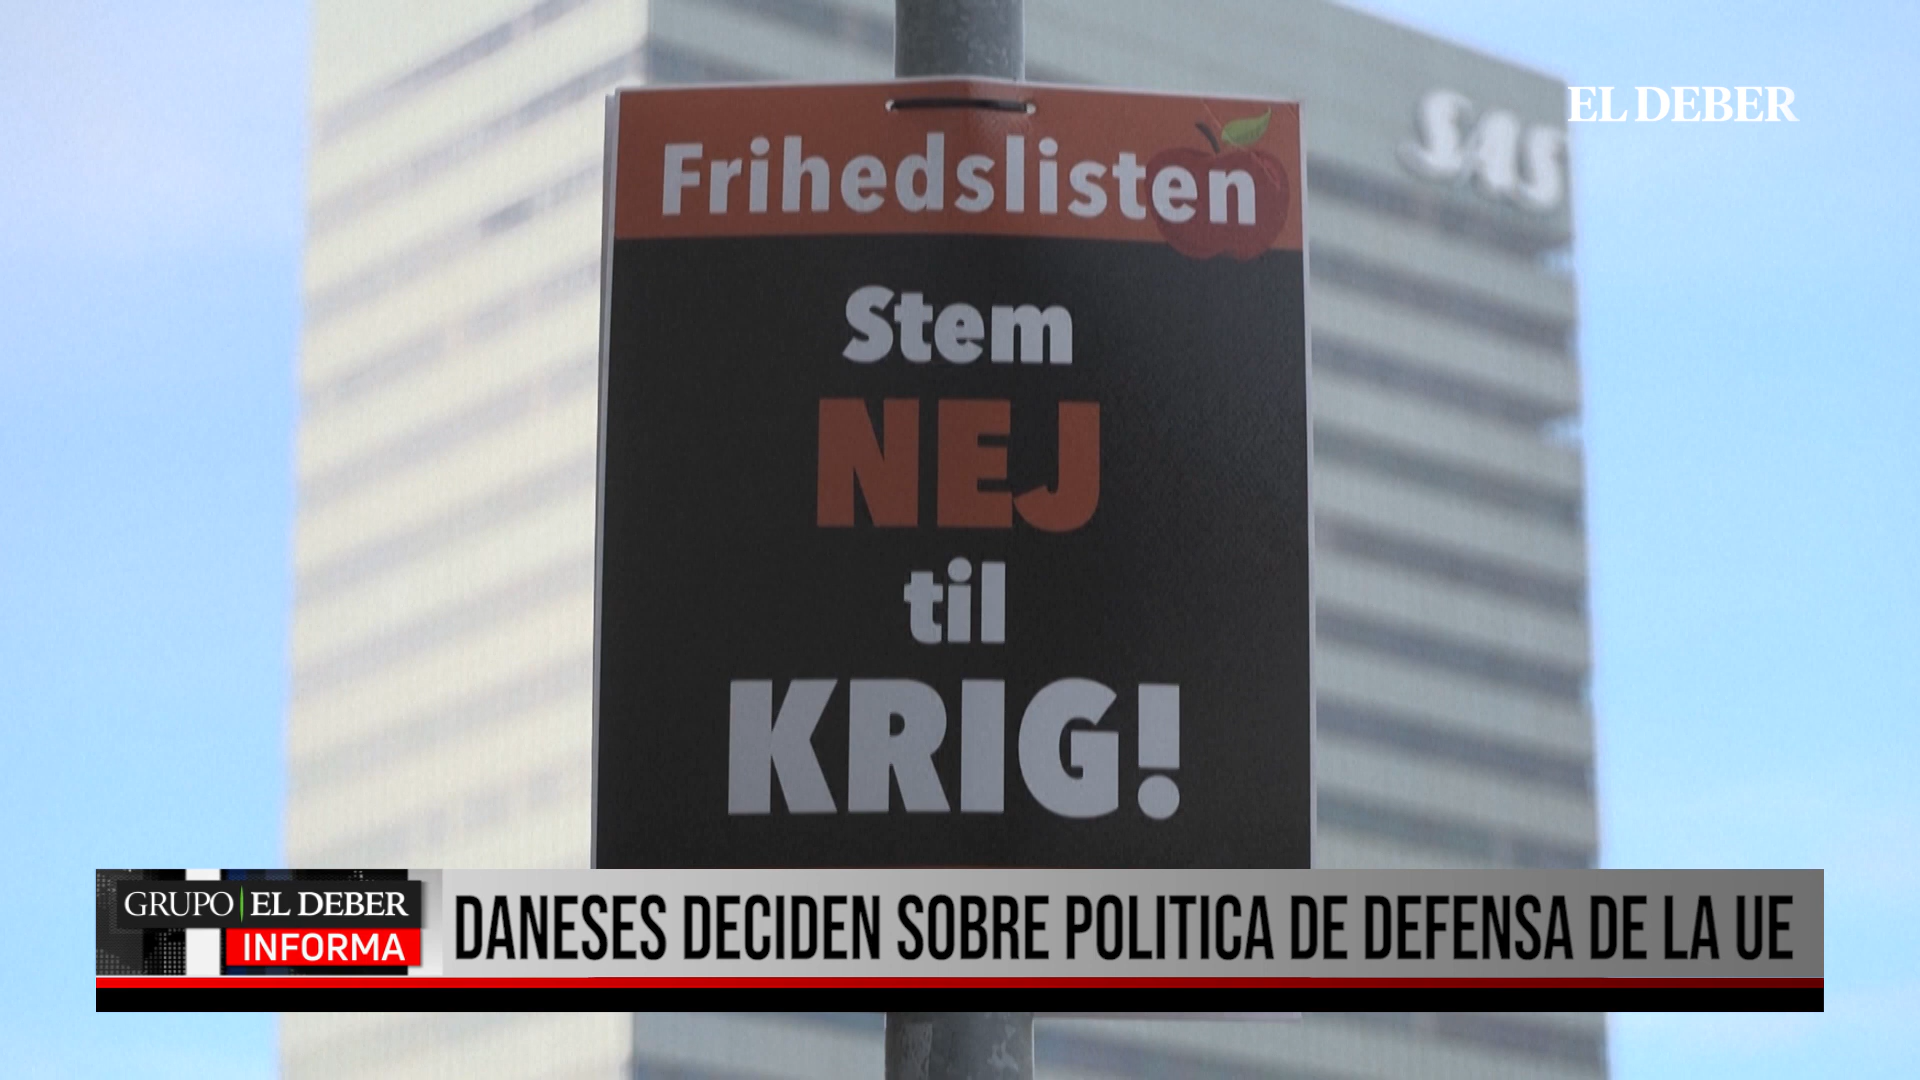 EL DEBER
SAS
Frihedslisten
Stem
NEJ
til
KRIG!
GRUPO EL DEBER
INFORMA
DANESES DECIDEN SOBRE POLITICA DE DEFENSA DE LA UE